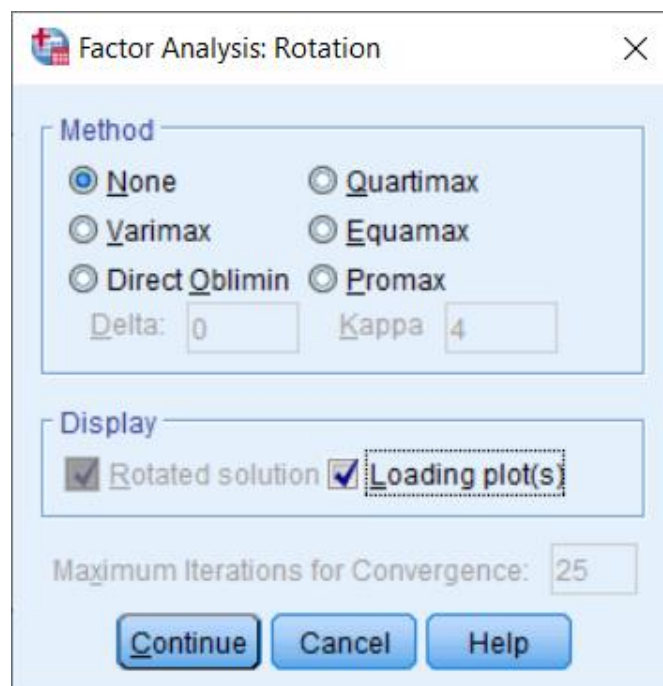 Factor Analysis: Rotation
Method
None Quartimax
Varimax Equamax
Direct Oblimin Promax
Delta: 0 Kappa 4
Display
Rotated solution Loading plot(s)
Maximum Iterations for Convergence: 25
Continue Cancel Help